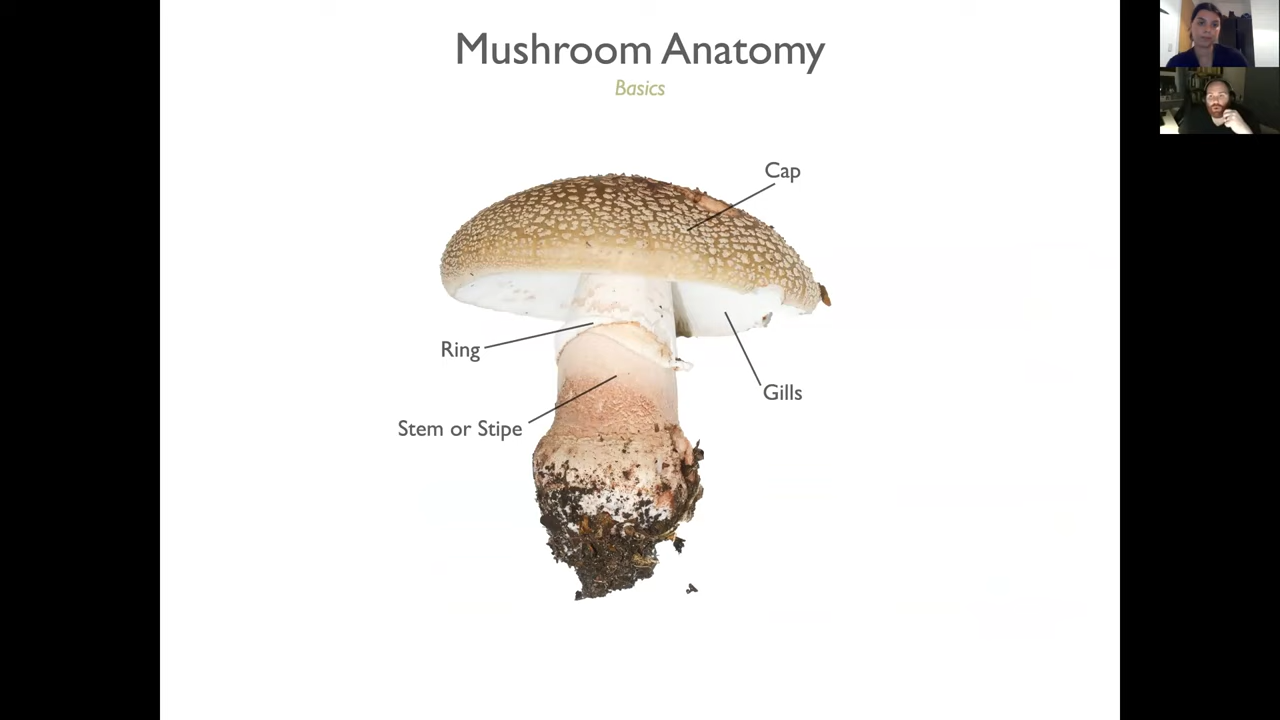 Mushroom Anatomy
Basics
Cap
Ring
Gills
Stem or Stipe